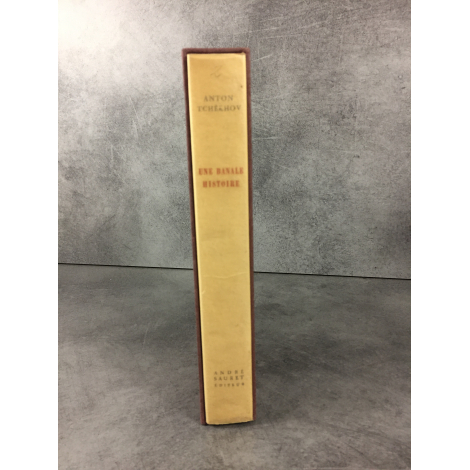 ANTON
TCHÉKHOV
UNE BANALE
HISTOIRE
ANDRÉ
SAURET
ÉDITEUR